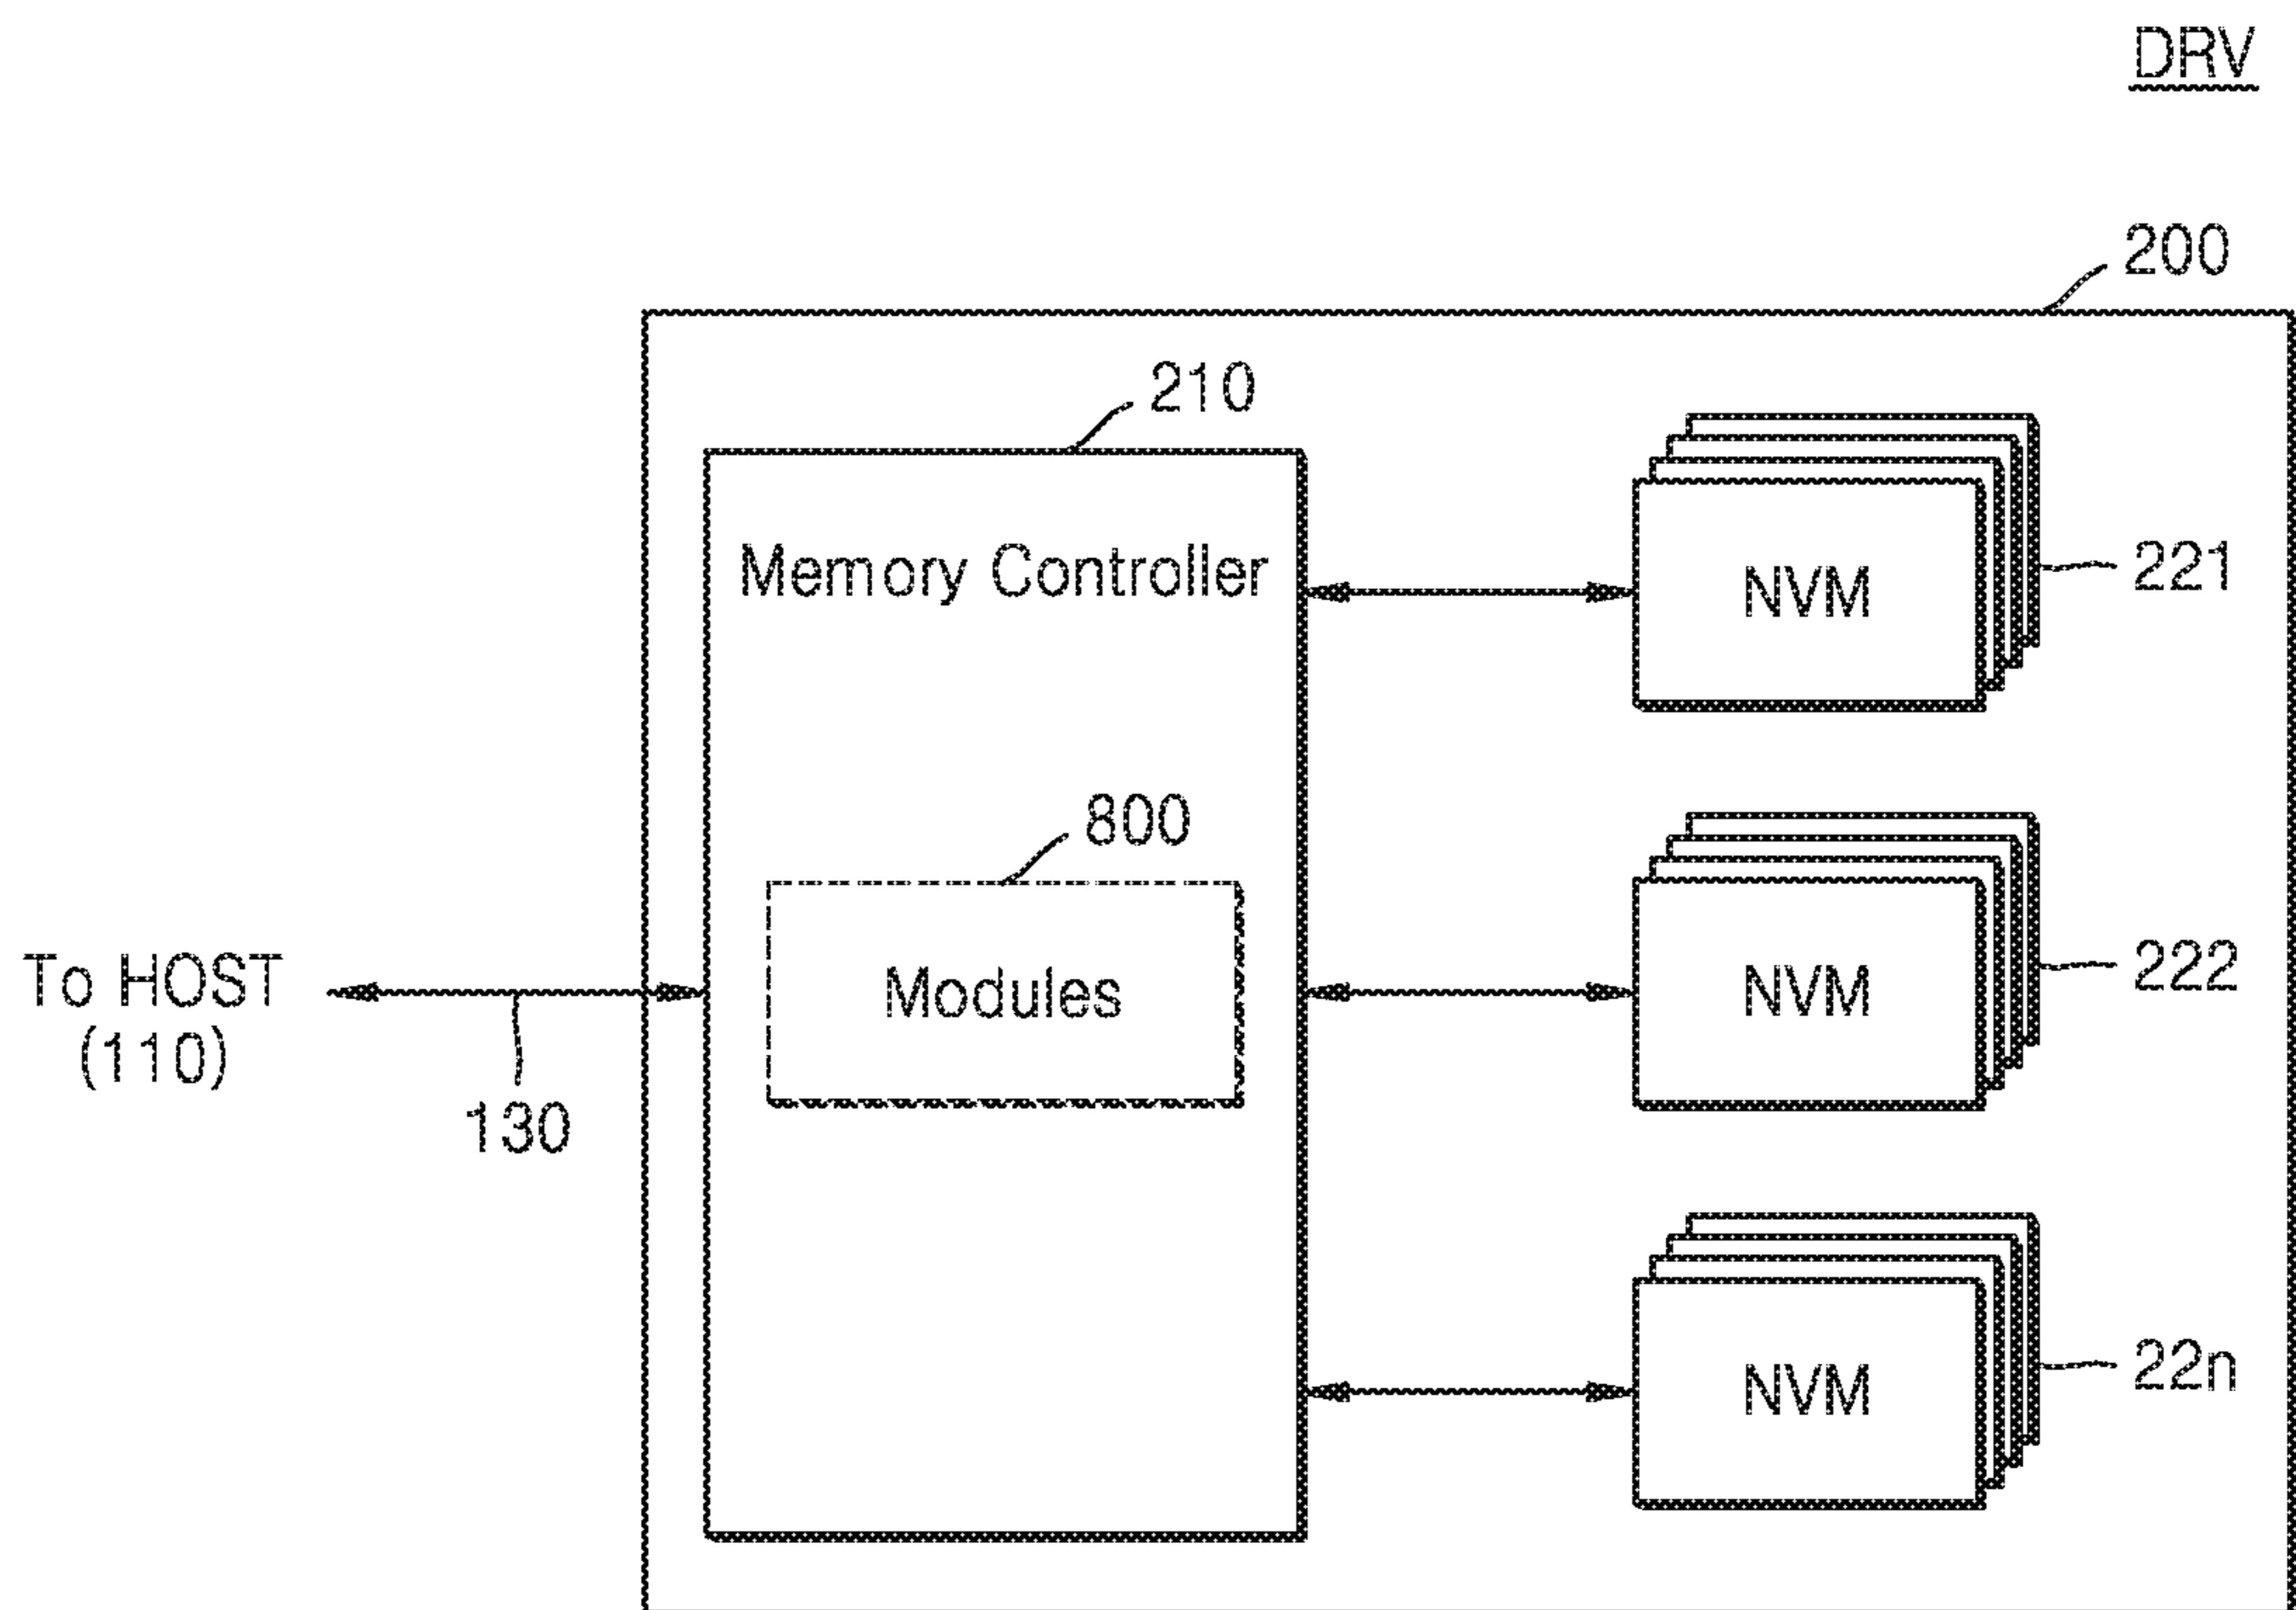 DRV
200
210
Memory Controller
NVM
221
800
Modules
NVM
222
To HOST
(110)
130
NVM
22n